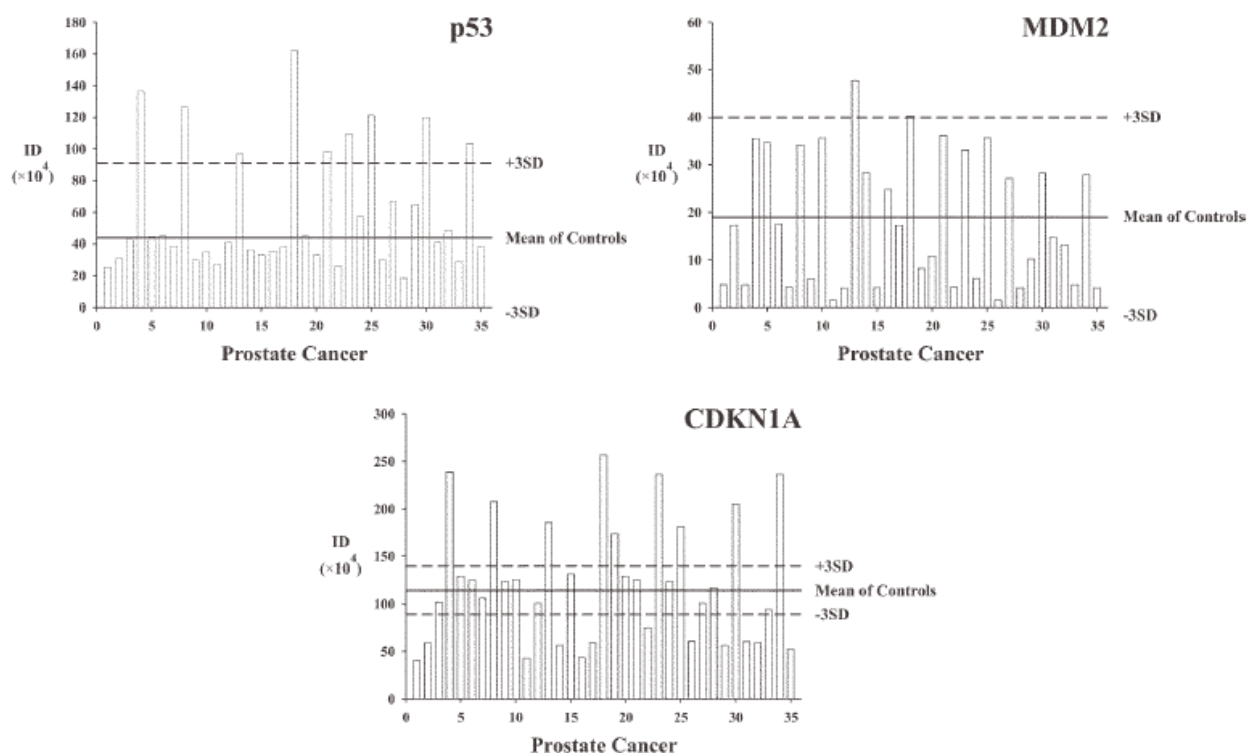 p53
180
160
140
120
100
80
60
40
20
0
ID
(×10⁴)
+3SD
Mean of Controls
-3SD
0 5 10 15 20 25 30 35
Prostate Cancer
MDM2
60
50
40
30
20
10
0
ID
(×10⁴)
+3SD
Mean of Controls
-3SD
0 5 10 15 20 25 30 35
Prostate Cancer
CDKN1A
300
250
200
150
100
50
0
ID
(×10⁴)
+3SD
Mean of Controls
-3SD
0 5 10 15 20 25 30 35
Prostate Cancer